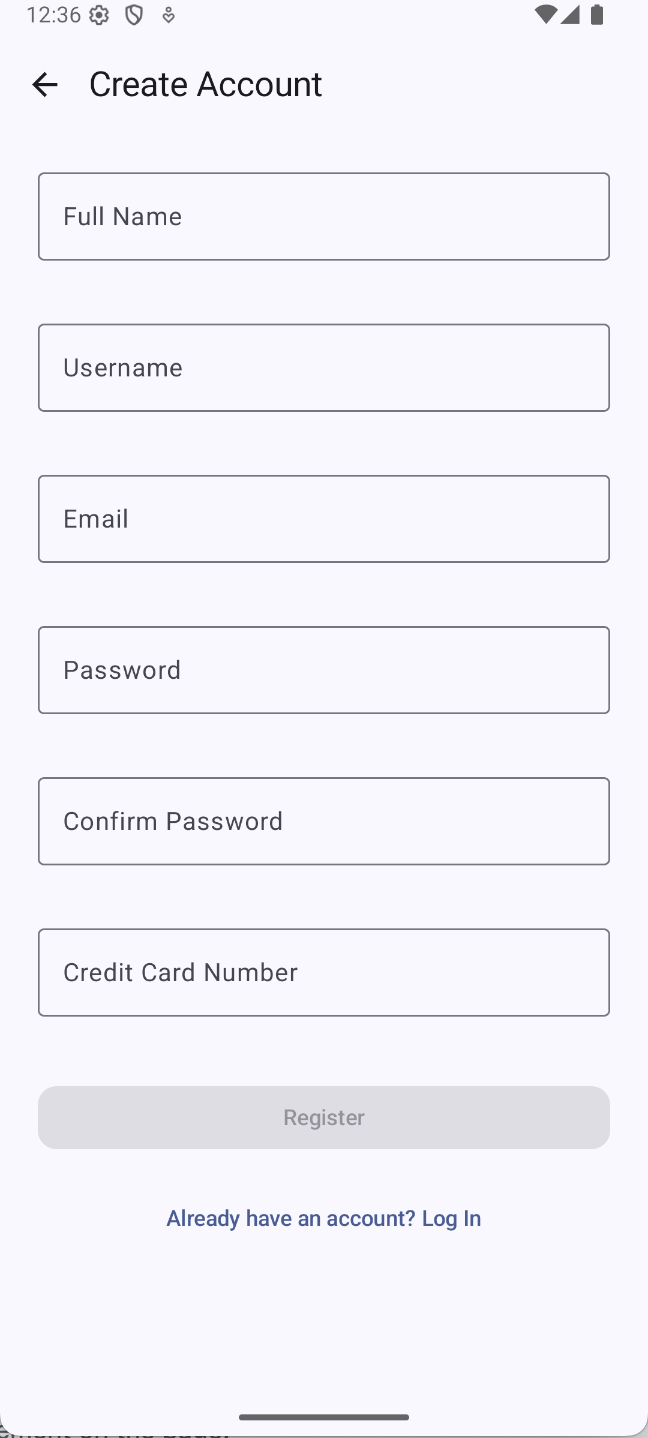 12:36
Create Account
Full Name
Username
Email
Password
Confirm Password
Credit Card Number
Register
Already have an account? Log In